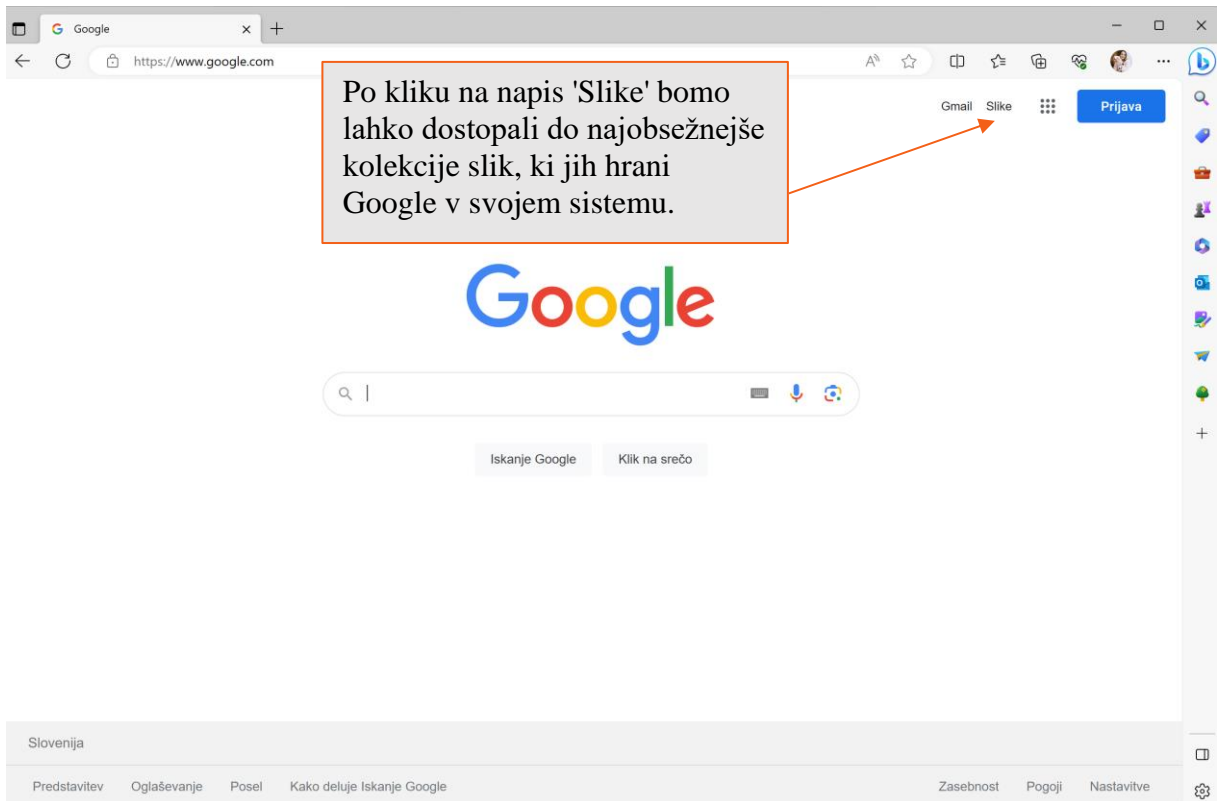 Google
https://www.google.com
Po kliku na napis 'Slike' bomo
lahko dostopali do najobsežnejše
kolekcije slik, ki jih hrani
Google v svojem sistemu.
Gmail Slike Prijava
Google
Iskanje Google Klik na srečo
Slovenija
Predstavitev Oglaševanje Posel Kako deluje Iskanje Google Zasebnost Pogoji Nastavitve